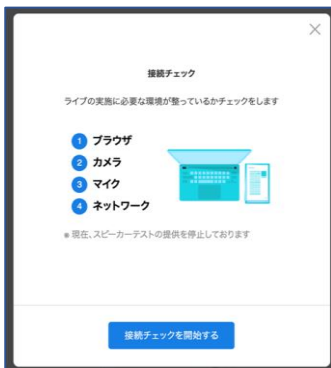 接続チェック
ライブの実施に必要な環境が整っているかチェックをします
1 ブラウザ
2 カメラ
3 マイク
4 ネットワーク
※ 現在、スピーカーテストの提供を停止しております
接続チェックを開始する